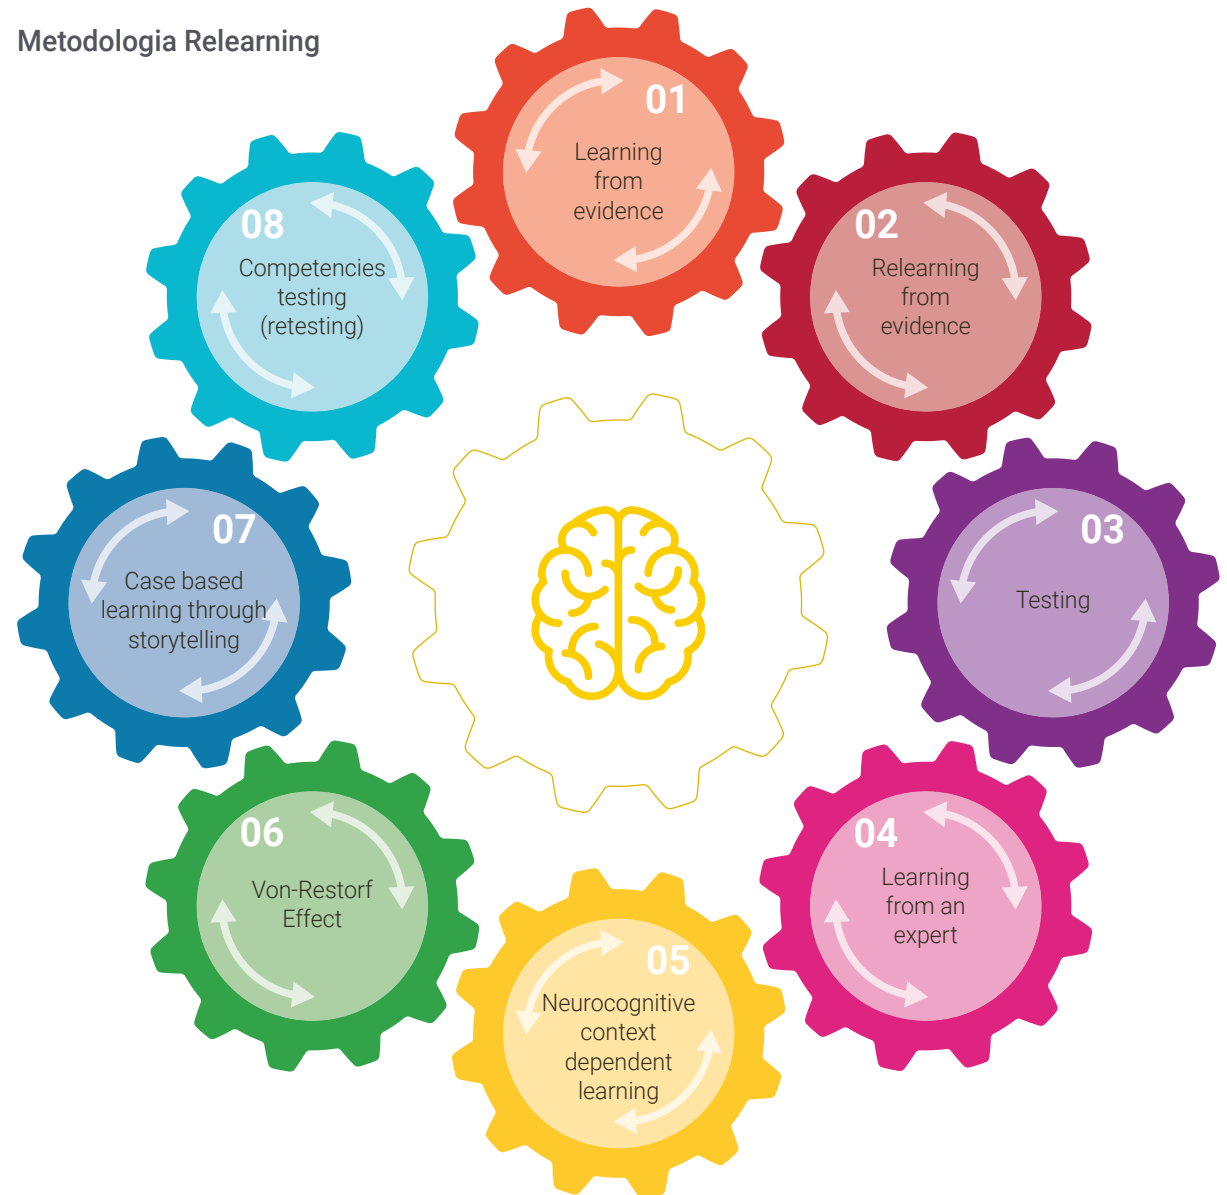 Metodologia Relearning
01
Learning
from
evidence
02
Relearning
from
evidence
03
Testing
04
Learning
from an
expert
05
Neurocognitive
context
dependent
learning
06
Von-Restorf
Effect
07
Case based
learning through
storytelling
08
Competencies
testing
(retesting)